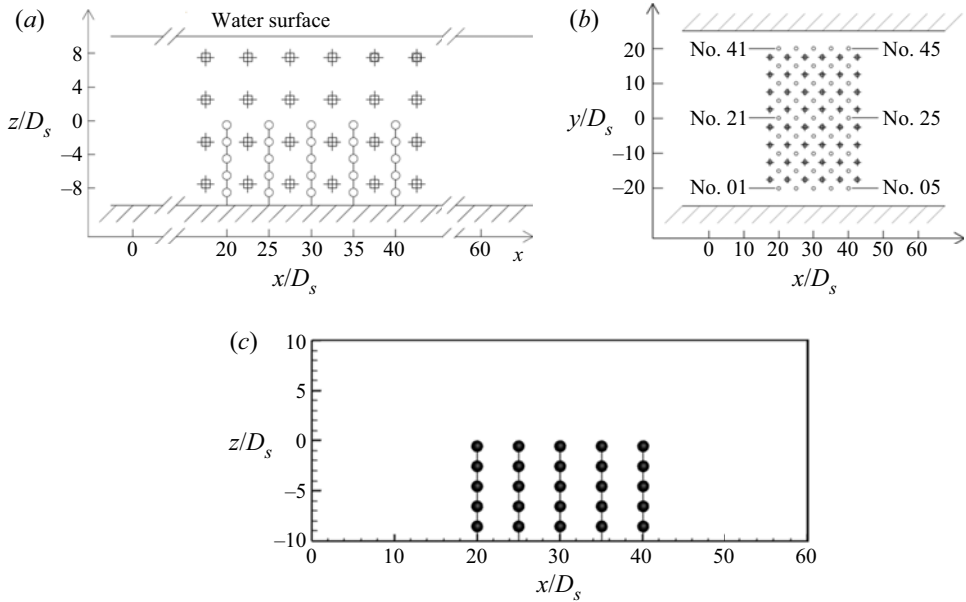 (a)
Water surface
8
4
0
–4
–8
z/Dₛ
0 20 25 30 35 40 60 x
x/Dₛ
(b)
20
10
0
–10
–20
y/Dₛ
No. 41 No. 45
No. 21 No. 25
No. 01 No. 05
0 10 20 30 40 50 60
x/Dₛ
(c)
10
5
0
–5
–10
z/Dₛ
0 10 20 30 40 50 60
x/Dₛ